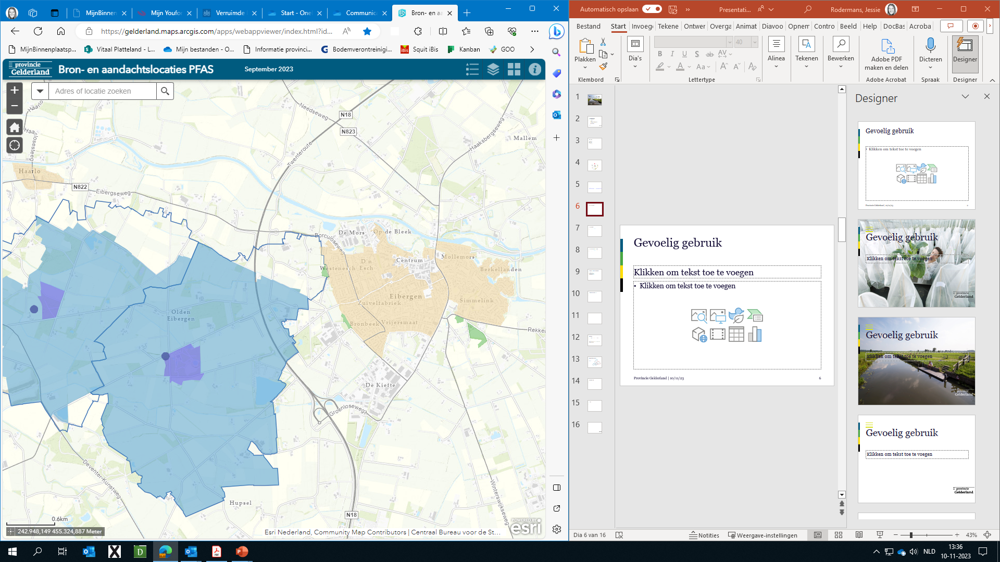 MijnBinnen
Mijn Youfo
Verruimde
Start - One
Communica
Bron- en aa
https://gelderland.maps.arcgis.com/apps/webappviewer/index.html?id...
MijnBinnenplaatsp...
Vitaal Platteland - L...
Mijn bestanden - O...
Informatie provinci...
Bodemverontreinigi...
Squit iBis
Kanban
GOO
provincie
Gelderland
Bron- en aandachtslocaties PFAS
September 2023
Adres of locatie zoeken
Haarlo
Needseweg
N18
N823
Haaksbergseweg
Mallem
Twenteroute
Haarlo
N822
Eibergseweg
De Mors
Op de Bleek
Borculoseweg
D'n Esch
Westenesch
Centrum
Mollemors
Berkellanden
Eibergen
Zuivelfabriek
Simmelink
Olden
Eibergen
Bronbeek
Vrijersmaat
Rekken
De Kiefte
Groenloseweg
Deventer-Kunstweg
Hupsel
Winterswijkseweg
N18
0.6km
242.948,149 455.324,887 Meter
Esri Nederland, Community Map Contributors | Centraal Bureau voor de St...
POWERED BY
esri
Automatisch opslaan
Presentati...
Rodermans, Jessie
Bestand
Start
Invoeg
Tekene
Ontwer
Overga
Animat
Diavoo
Opnem
Contro
Beeld
Help
DocBas
Acroba
Plakken
Klembord
Dia's
40
Lettertype
Alinea
Tekenen
Bewerken
Adobe PDF
maken en delen
Adobe Acrobat
Dicteren
Spraak
Designer
Designer
1
2
3
4
5
6
7
8
9
10
11
12
13
14
15
16
Gevoelig gebruik
Klikken om tekst toe te voegen
• Klikken om tekst toe te voegen
Provincie Gelderland | 10/11/23
6
Designer
Gevoelig gebruik
• Klikken om tekst toe te voegen
Gevoelig gebruik
Klikken om tekst toe te voegen
provincie
Gelderland
Gevoelig gebruik
Klikken om tekst toe te voegen
provincie
Gelderland
Gevoelig gebruik
Klikken om tekst toe te voegen
provincie
Gelderland
Dia 6 van 16
Notities
Weergave-instellingen
43%
NLD
13:36
10-11-2023